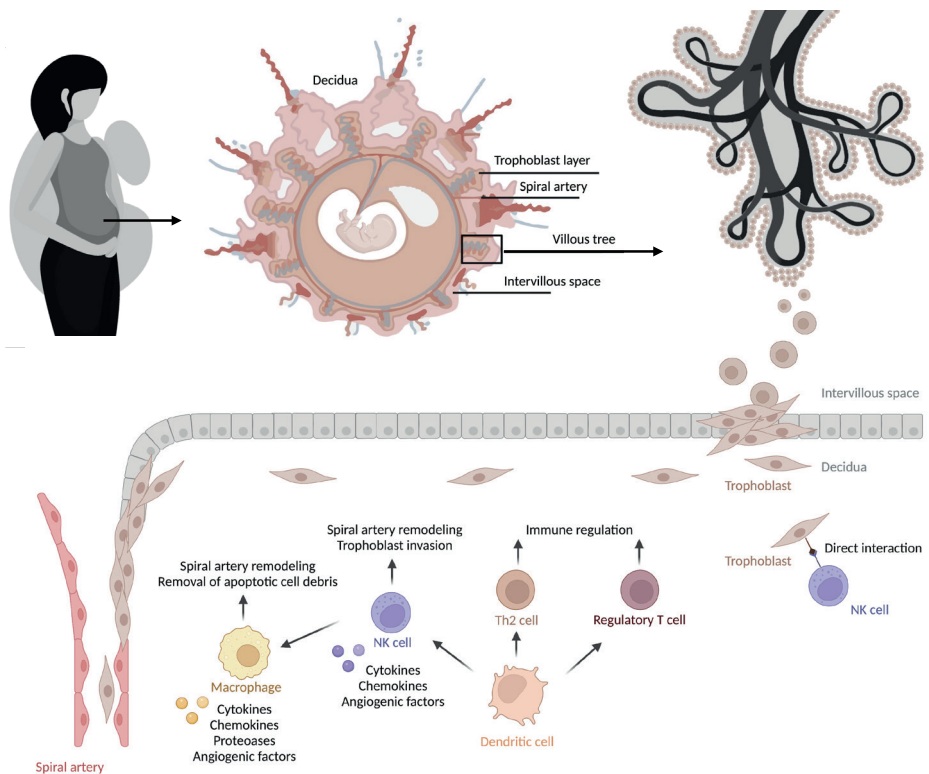 Decidua
Trophoblast layer
Spiral artery
Villous tree
Intervillous space
Intervillous space
Decidua
Trophoblast
Spiral artery remodeling
Trophoblast invasion
Immune regulation
Direct interaction
Trophoblast
Spiral artery remodeling
Removal of apoptotic cell debris
NK cell
Th2 cell
Regulatory T cell
NK cell
Macrophage
Cytokines
Chemokines
Angiogenic factors
Cytokines
Chemokines
Proteoases
Angiogenic factors
Dendritic cell
Spiral artery